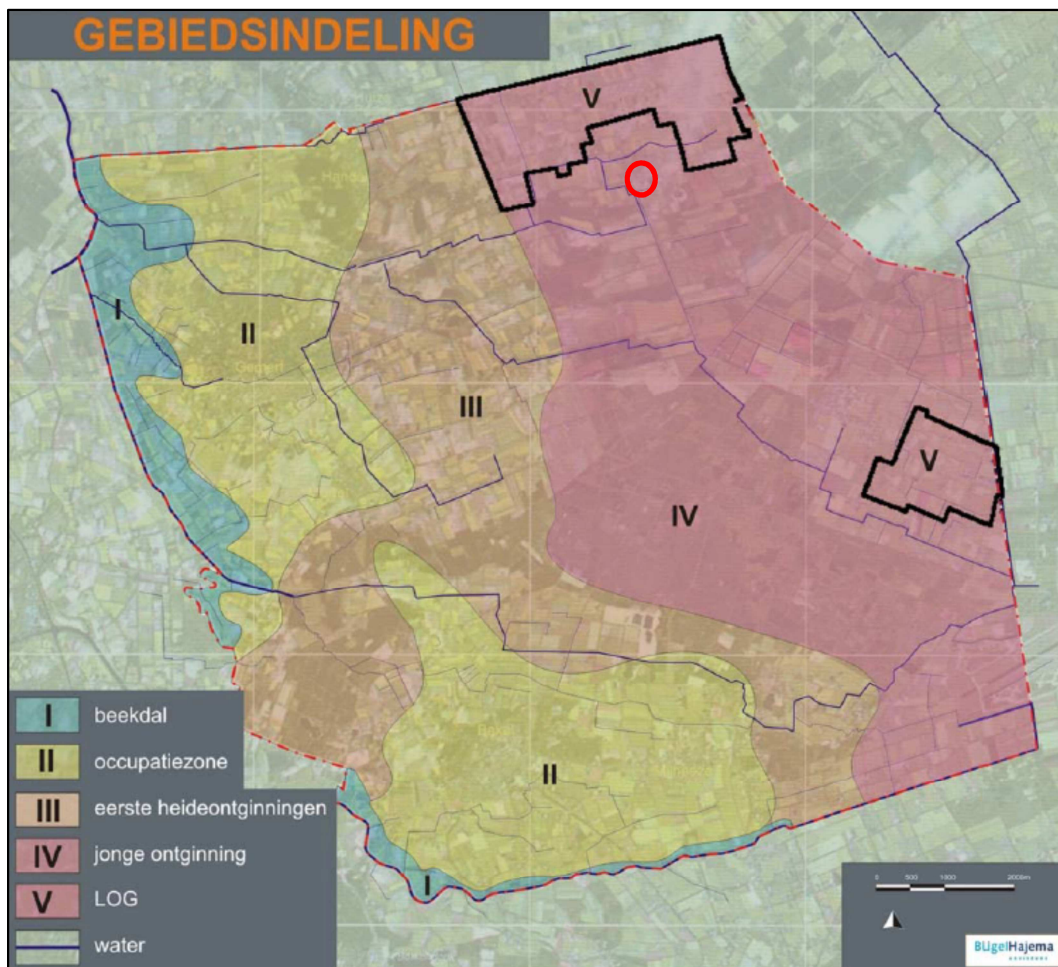 GEBIEDSINDELING
V
I
II
III
V
IV
II
I
I beekdal
II occupatiezone
III eerste heideontginningen
IV jonge ontginning
V LOG
water
0 500 1000 2000m
BügelHajema